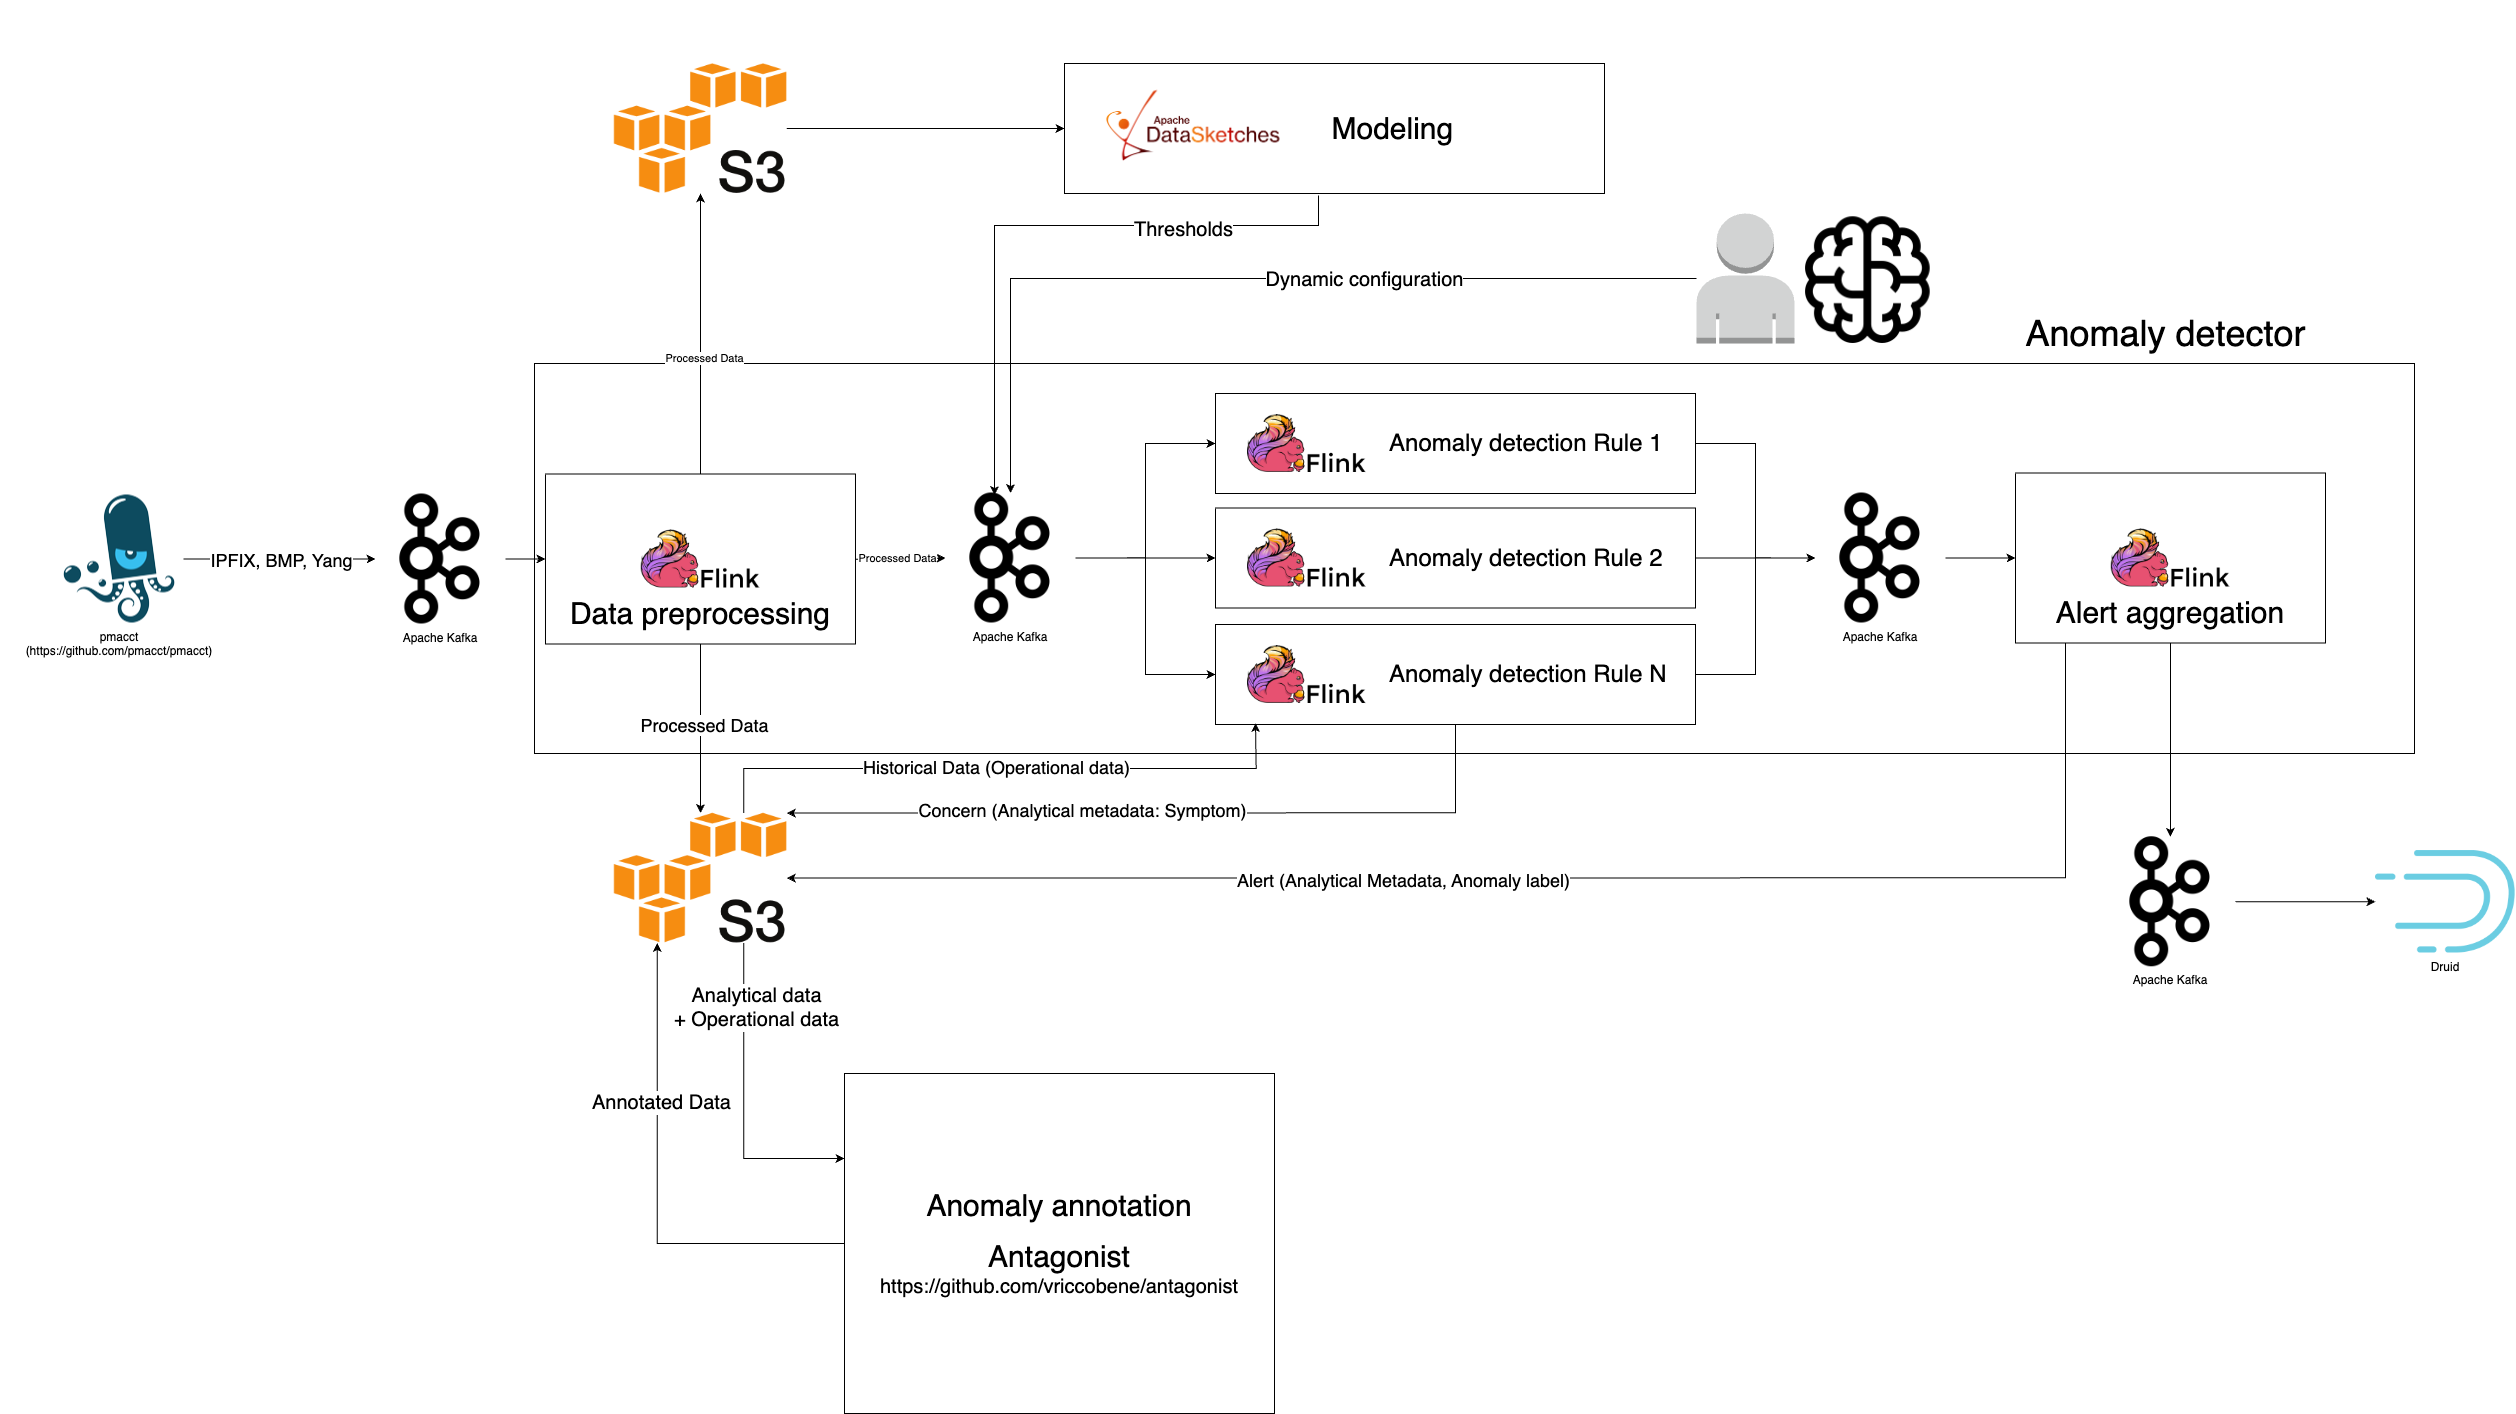 S3
Apache
DataSketches
Modeling
Thresholds
Dynamic configuration
Anomaly detector
Processed Data
Flink
Anomaly detection Rule 1
IPFIX, BMP, Yang
pmacct
(https://github.com/pmacct/pmacct)
Apache Kafka
Flink
Data preprocessing
Processed Data
Apache Kafka
Flink
Anomaly detection Rule 2
Flink
Anomaly detection Rule N
Apache Kafka
Flink
Alert aggregation
Processed Data
Historical Data (Operational data)
Concern (Analytical metadata: Symptom)
Alert (Analytical Metadata, Anomaly label)
S3
Apache Kafka
Druid
Analytical data
+ Operational data
Annotated Data
Anomaly annotation
Antagonist
https://github.com/vriccobene/antagonist